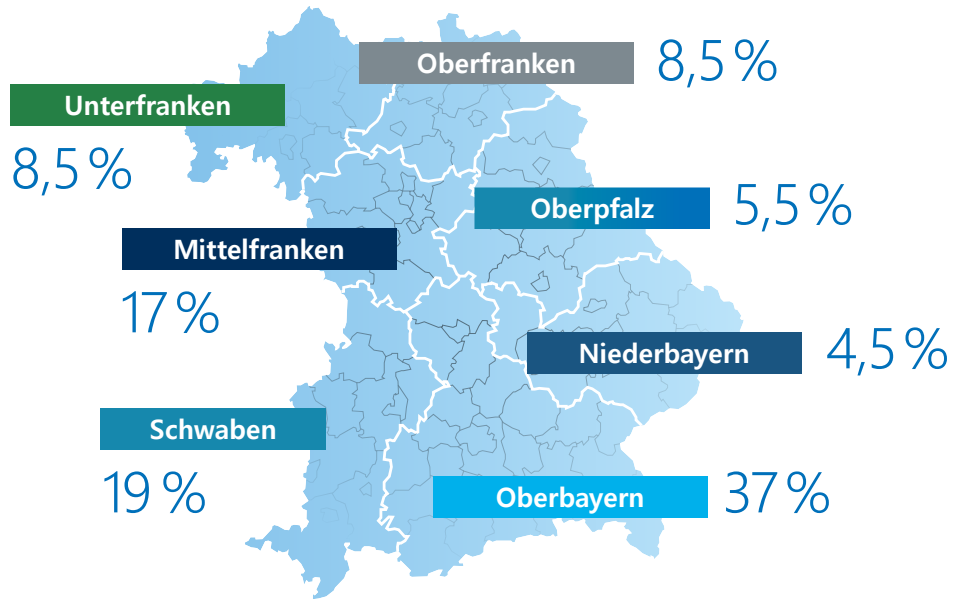 Oberfranken
8,5 %
Unterfranken
8,5 %
Oberpfalz
5,5 %
Mittelfranken
17 %
Niederbayern
4,5 %
Schwaben
19 %
Oberbayern
37 %